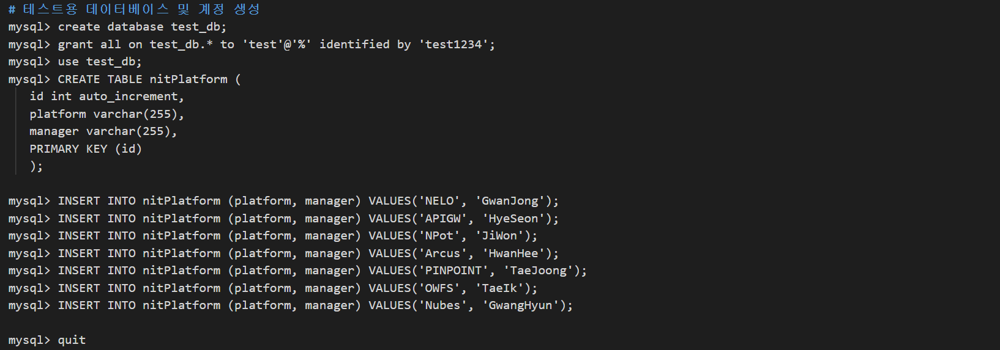 # 테스트용 데이터베이스 및 계정 생성
mysql> create database test_db;
mysql> grant all on test_db.* to 'test'@'%' identified by 'test1234';
mysql> use test_db;
mysql> CREATE TABLE nitPlatform (
id int auto_increment,
platform varchar(255),
manager varchar(255),
PRIMARY KEY (id)
);
mysql> INSERT INTO nitPlatform (platform, manager) VALUES('NELO', 'GwanJong');
mysql> INSERT INTO nitPlatform (platform, manager) VALUES('APIGW', 'HyeSeon');
mysql> INSERT INTO nitPlatform (platform, manager) VALUES('NPot', 'JiWon');
mysql> INSERT INTO nitPlatform (platform, manager) VALUES('Arcus', 'HwanHee');
mysql> INSERT INTO nitPlatform (platform, manager) VALUES('PINPOINT', 'TaeJoong');
mysql> INSERT INTO nitPlatform (platform, manager) VALUES('OWFS', 'TaeIk');
mysql> INSERT INTO nitPlatform (platform, manager) VALUES('Nubes', 'GwangHyun');
mysql> quit